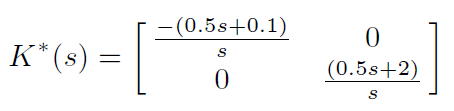 K*(s) = [ -(0.5s+0.1)/s 0
0 (0.5s+2)/s ]